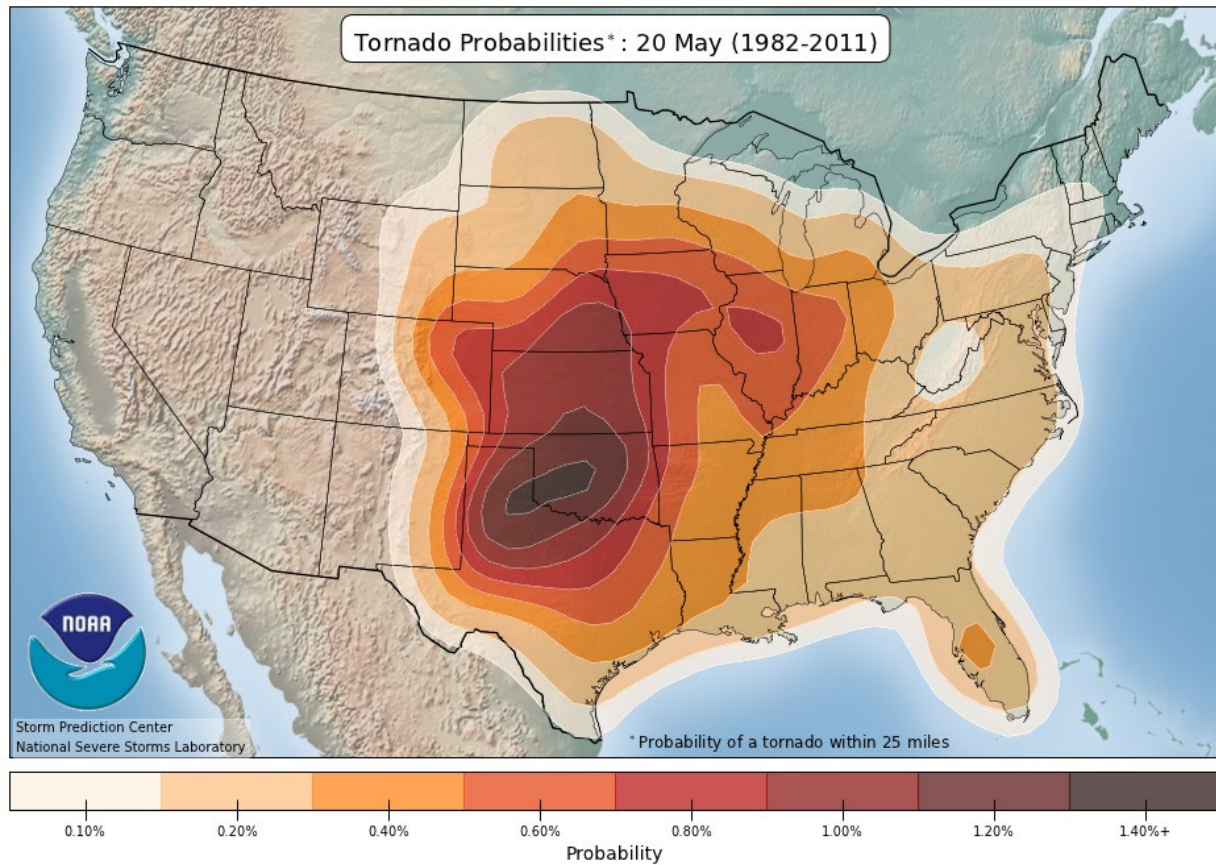 Tornado Probabilities*: 20 May (1982-2011)
NOAA
Storm Prediction Center
National Severe Storms Laboratory
*Probability of a tornado within 25 miles
0.10% 0.20% 0.40% 0.60% 0.80% 1.00% 1.20% 1.40%+
Probability